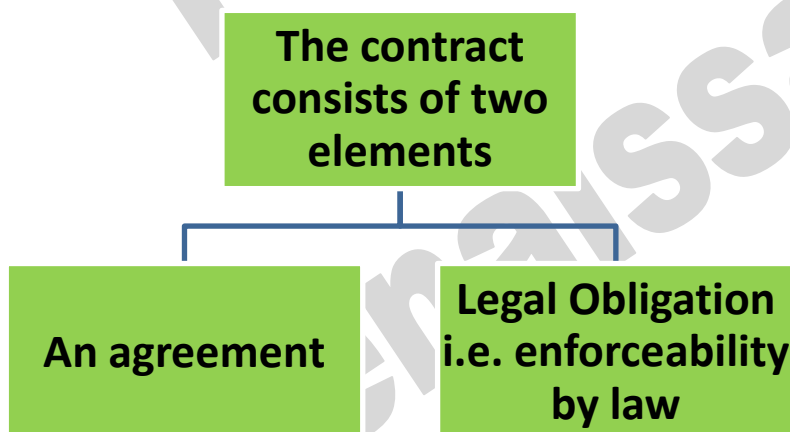 The contract
consists of two
elements
An agreement
Legal Obligation
i.e. enforceability
by law